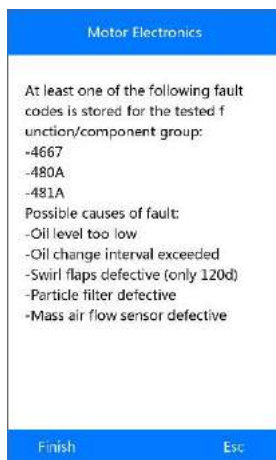 Motor Electronics
At least one of the following fault
codes is stored for the tested f
unction/component group:
-4667
-480A
-481A
Possible causes of fault:
-Oil level too low
-Oil change interval exceeded
-Swirl flaps defective (only 120d)
-Particle filter defective
-Mass air flow sensor defective
Finish Esc